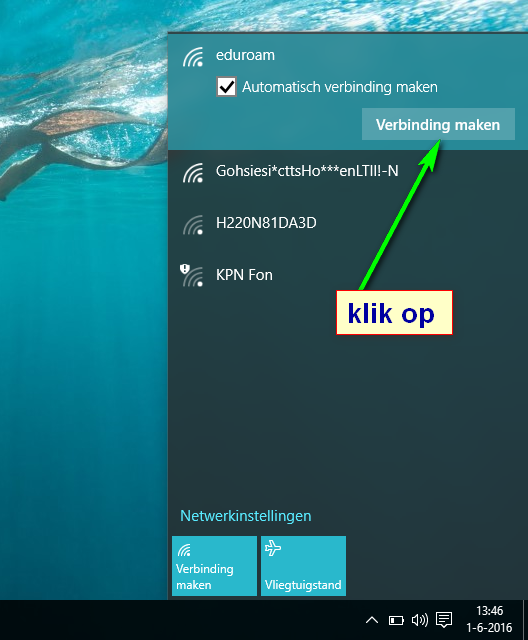 eduroam
Automatisch verbinding maken
Verbinding maken
Gohsiesi*cttsHo***enLTII!-N
H220N81DA3D
KPN Fon
klik op
Netwerkinstellingen
Verbinding
maken
Vliegtuigstand
13:46
1-6-2016